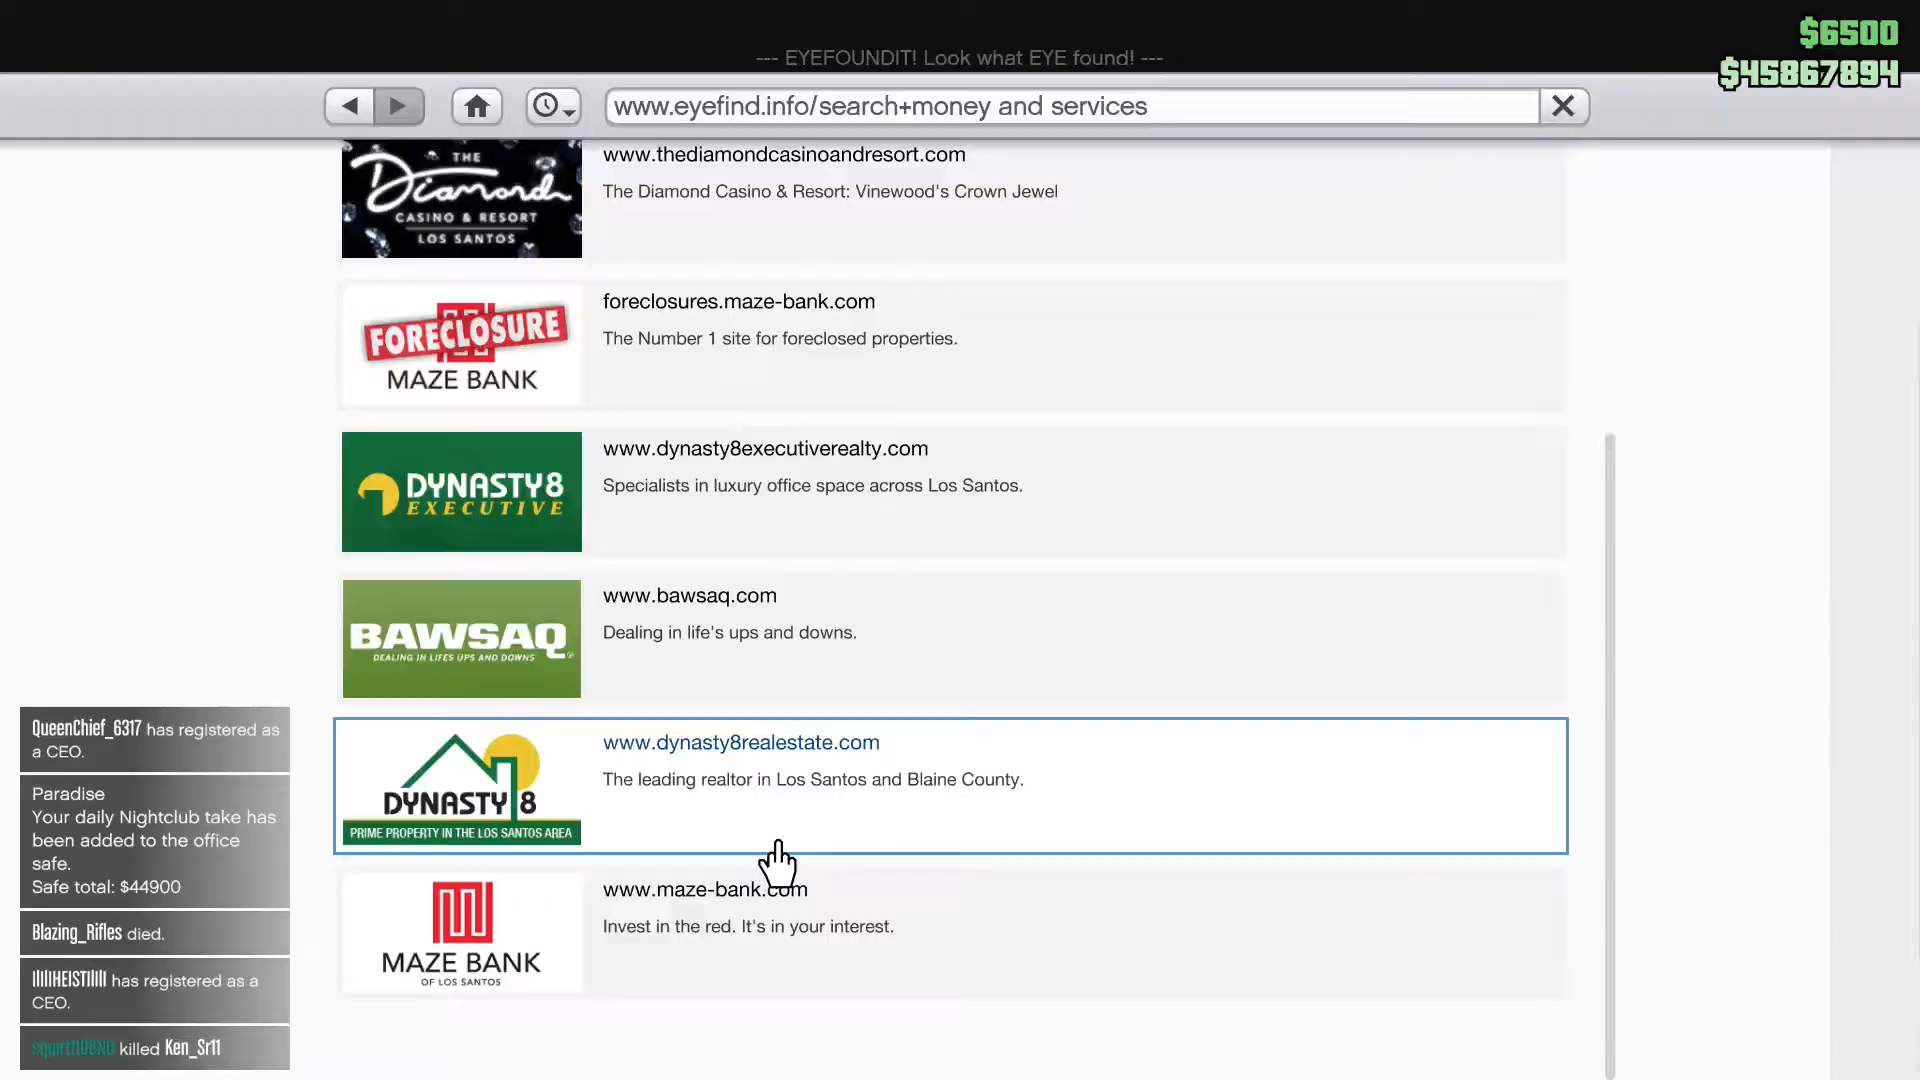 $6500
--- EYEFOUNDIT! Look what EYE found! ---
$45867894
www.eyefind.info/search+money and services
THE
Diamond
CASINO & RESORT
LOS SANTOS
www.thediamondcasinoandresort.com
The Diamond Casino & Resort: Vinewood's Crown Jewel
FORECLOSURE
MAZE BANK
foreclosures.maze-bank.com
The Number 1 site for foreclosed properties.
DYNASTY8
EXECUTIVE
www.dynasty8executiverealty.com
Specialists in luxury office space across Los Santos.
BAWSAQ
DEALING IN LIFES UPS AND DOWNS
www.bawsaq.com
Dealing in life's ups and downs.
DYNASTY 8
PRIME PROPERTY IN THE LOS SANTOS AREA
www.dynasty8realestate.com
The leading realtor in Los Santos and Blaine County.
MAZE BANK
OF LOS SANTOS
www.maze-bank.com
Invest in the red. It's in your interest.
QueenChief_6317 has registered as
a CEO.
Paradise
Your daily Nightclub take has
been added to the office
safe.
Safe total: $44900
Blazing_Rifles died.
has registered as a
CEO.
killed Ken_Sr11